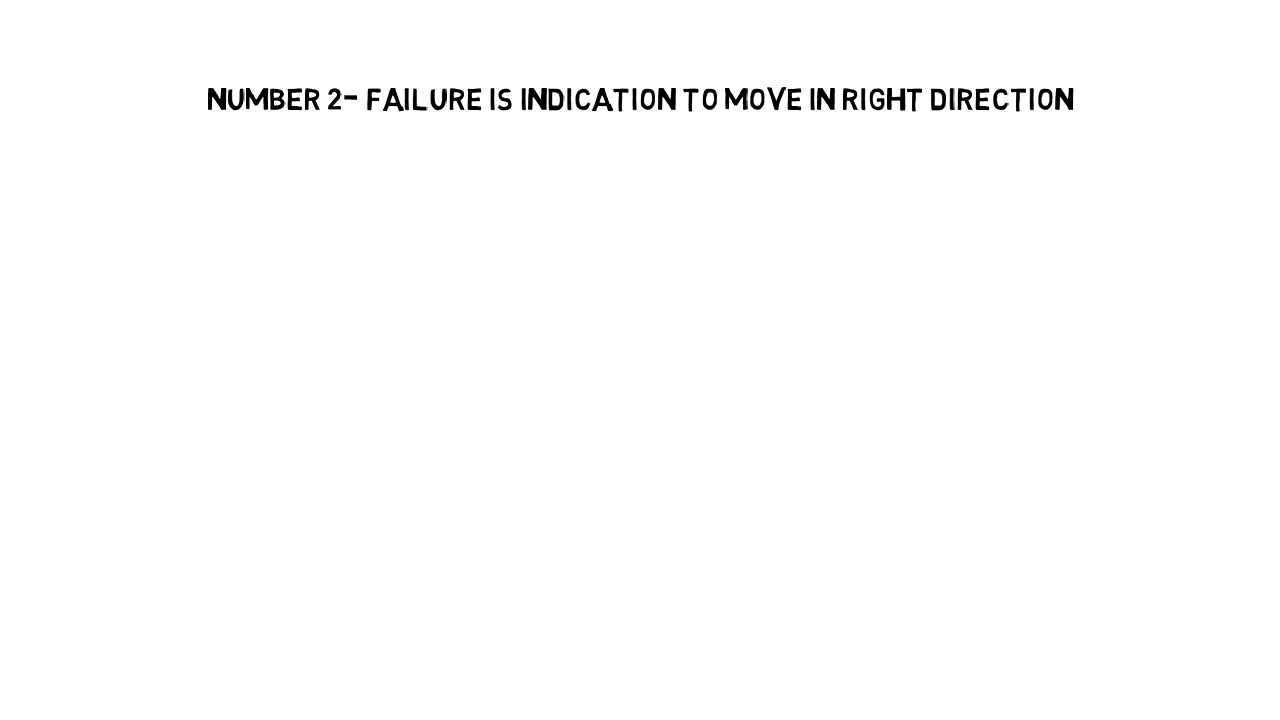 NUMBER 2- FAILURE IS INDICATION TO MOVE IN RIGHT DIRECTION